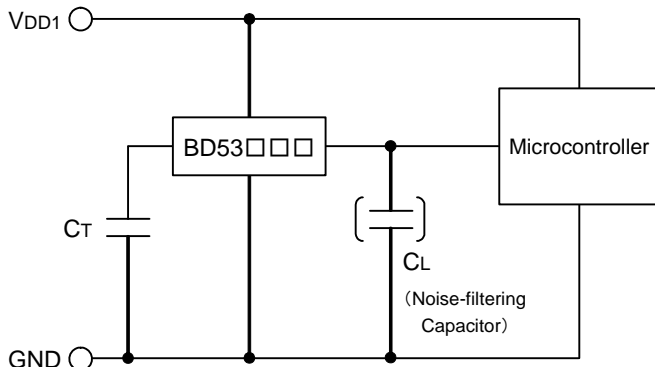 VDD1
BD53□□□
Microcontroller
CT
CL
（Noise-filtering
Capacitor）
GND